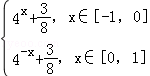 4^x+3/8, x∈[-1, 0]
4^-x+3/8, x∈[0, 1]